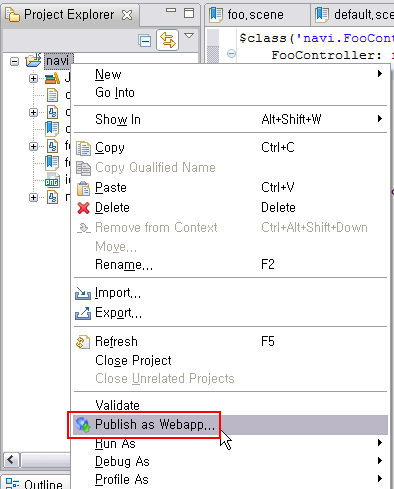 Project Explorer
foo.scene
default.sce
$class('navi.FooCont
FooController: f
navi
New
Go Into
Show In Alt+Shift+W
Copy Ctrl+C
Copy Qualified Name
Paste Ctrl+V
Delete Delete
Remove from Context Ctrl+Alt+Shift+Down
Move...
Rename... F2
Import...
Export...
Refresh F5
Close Project
Close Unrelated Projects
Validate
Publish as Webapp...
Run As
Debug As
Profile As
Outline